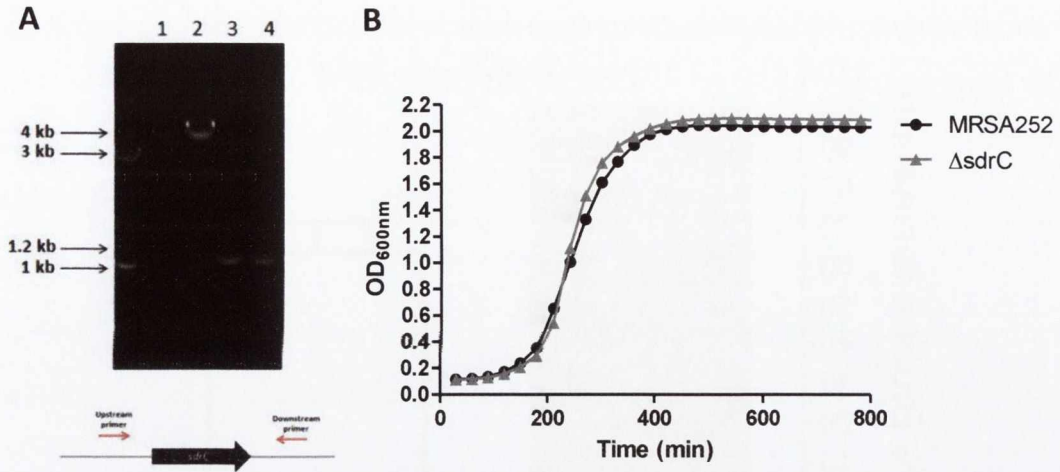 A
1 2 3 4
4 kb
3 kb
1.2 kb
1 kb
Upstream
primer
Downstream
primer
sdrC
B
OD600nm
2.2
2.0
1.8
1.6
1.4
1.2
1.0
0.8
0.6
0.4
0.2
0.0
0 200 400 600 800
Time (min)
MRSA252
ΔsdrC